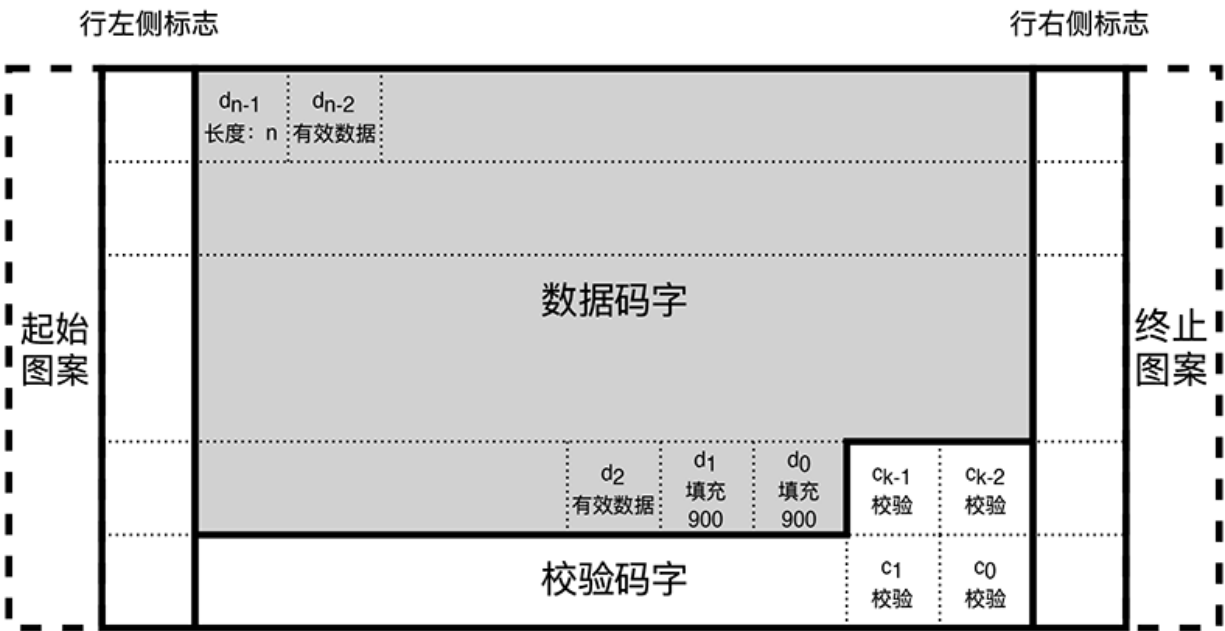 行左侧标志
行右侧标志
dn-1
长度：n
dn-2
有效数据
数据码字
起始
图案
终止
图案
d2
有效数据
d1
填充
900
d0
填充
900
ck-1
校验
ck-2
校验
校验码字
c1
校验
c0
校验